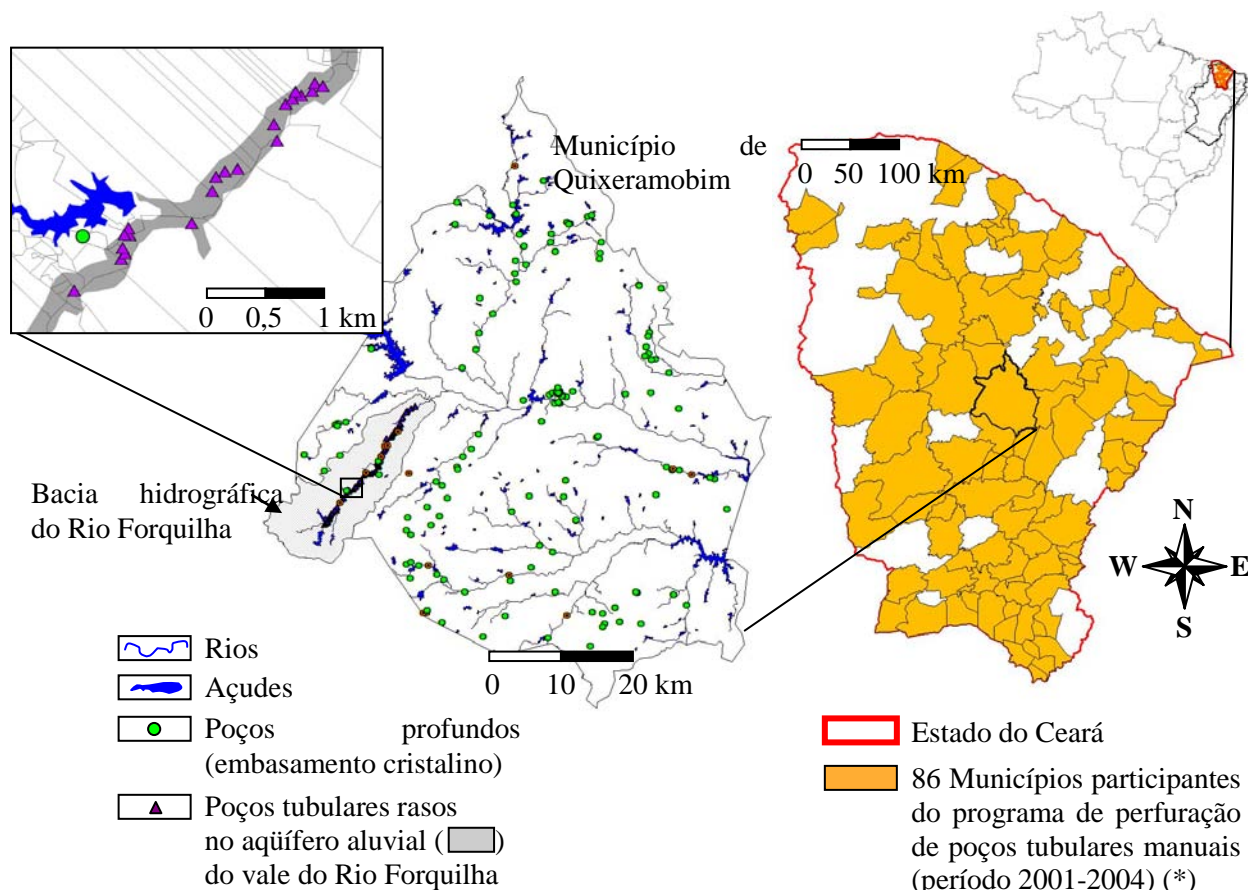 Município de
Quixeramobim
0 50 100 km
0 0,5 1 km
Bacia hidrográfica
do Rio Forquilha
N
W E
S
0 10 20 km
Rios
Açudes
Poços profundos
(embasamento cristalino)
Poços tubulares rasos
no aqüífero aluvial ( )
do vale do Rio Forquilha
Estado do Ceará
86 Municípios participantes
do programa de perfuração
de poços tubulares manuais
(período 2001-2004) (*)